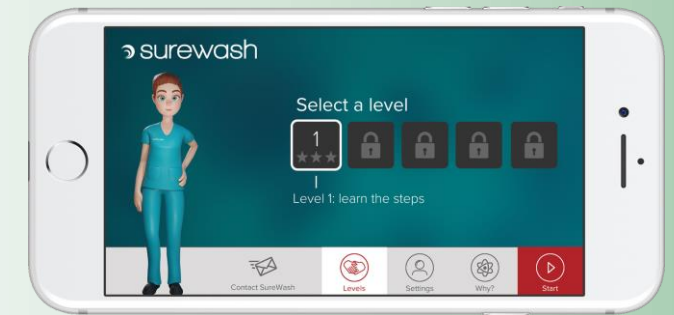 surewash
Select a level
1
Level 1: learn the steps
Contact SureWash
Levels
Settings
Why?
Start